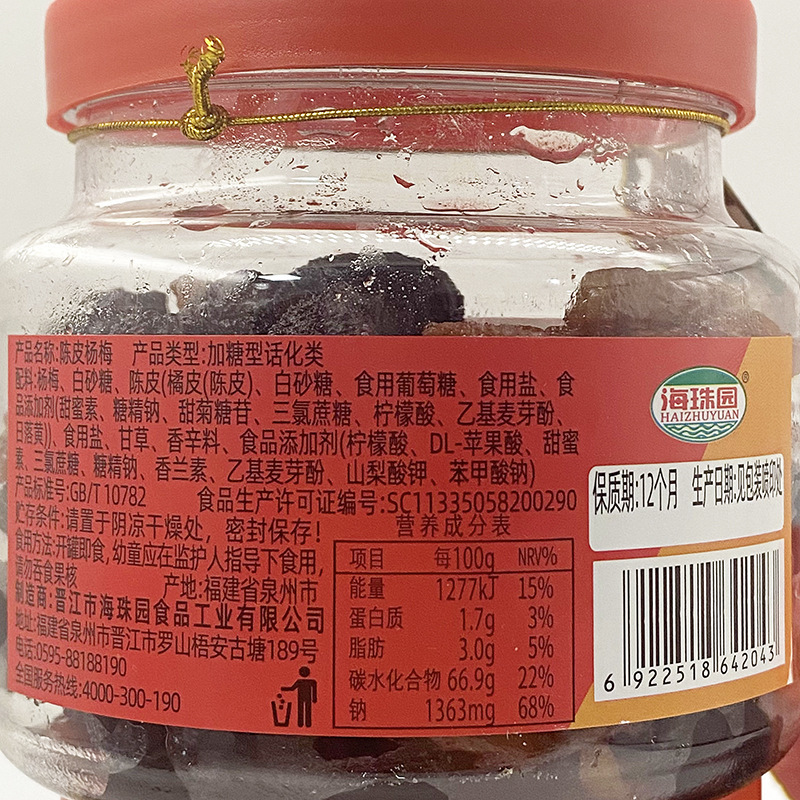 产品名称:陈皮杨梅 产品类型:加糖型话化类
配料:杨梅、白砂糖、陈皮(橘皮(陈皮)、白砂糖、食用葡萄糖、食用盐、食
品添加剂(甜蜜素、糖精钠、甜菊糖苷、三氯蔗糖、柠檬酸、乙基麦芽酚、
日落黄))、食用盐、甘草、香辛料、食品添加剂(柠檬酸、DL-苹果酸、甜蜜
素、三氯蔗糖、糖精钠、香兰素、乙基麦芽酚、山梨酸钾、苯甲酸钠)
产品标准号:GB/T 10782 食品生产许可证编号:SC11335058200290
贮存条件:请置于阴凉干燥处，密封保存!
食用方法:开罐即食,幼童应在监护人指导下食用,
请勿吞食果核
产地:福建省泉州市
制造商:晋江市海珠园食品工业有限公司
地址:福建省泉州市晋江市罗山梧安古塘189号
电话:0595-88188190
全国服务热线:4000-300-190
营养成分表
项目 每100g NRV%
能量 1277kJ 15%
蛋白质 1.7g 3%
脂肪 3.0g 5%
碳水化合物 66.9g 22%
钠 1363mg 68%
海珠园®
HAIZHUYUAN
保质期:12个月 生产日期:见包装喷印处
6 922518 642043